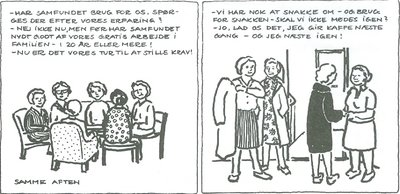 -HAR SAMFUNDET BRUG FOR OS. SPØR-
GES DER EFTER VORES ERFARING?
- NEJ IKKE NU, MEN FØR HAR SAMFUNDET
NYDT GODT AF VORES GRATIS ARBEJDE I
FAMILIEN - I 20 ÅR ELLER MERE!
- NU ER DET VORES TUR TIL AT STILLE KRAV!
SAMME AFTEN
-VI HAR NOK AT SNAKKE OM - OG BRUG
FOR SNAKKEN - SKAL VI IKKE MØDES IGEN?
- JO, LAD OS DET, JEG GIR KAFFE NÆSTE
GANG - OG JEG NÆSTE IGEN!